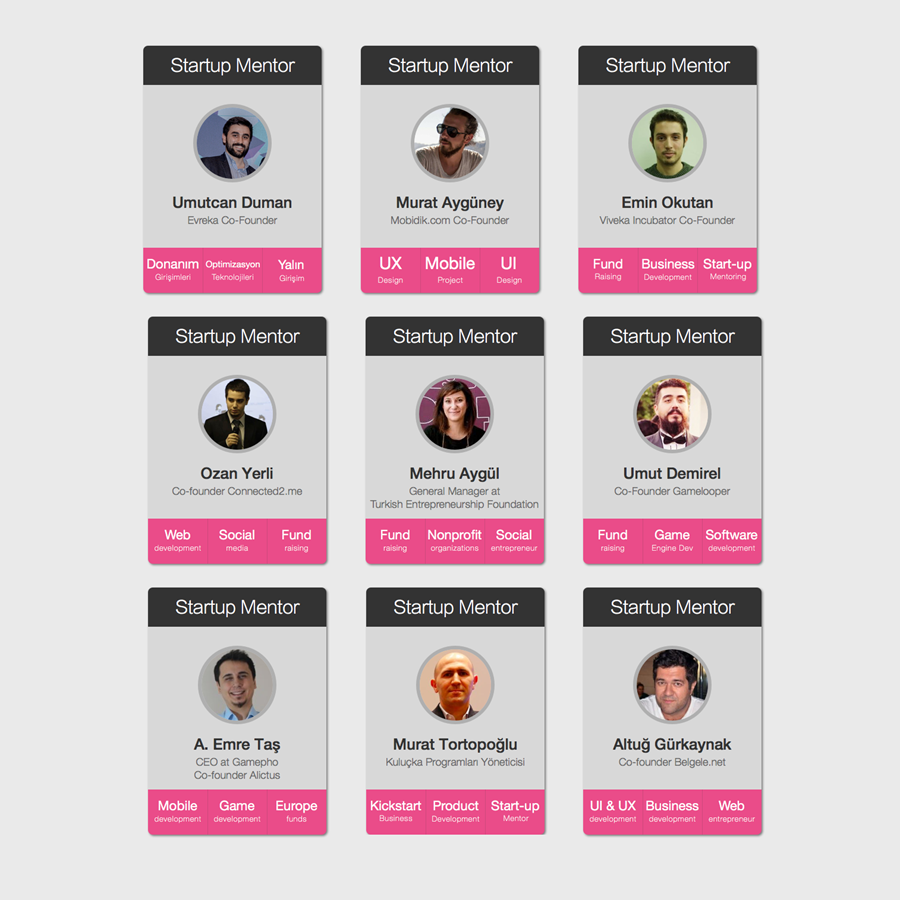 Startup Mentor
Umutcan Duman
Evreka Co-Founder
Donanım Optimizasyon Yalın
Girişimleri Teknolojileri Girişim
Startup Mentor
Murat Aygüney
Mobidik.com Co-Founder
UX Mobile UI
Design Project Design
Startup Mentor
Emin Okutan
Viveka Incubator Co-Founder
Fund Business Start-up
Raising Development Mentoring
Startup Mentor
Ozan Yerli
Co-founder Connected2.me
Web Social Fund
development media raising
Startup Mentor
Mehru Aygül
General Manager at
Turkish Entrepreneurship Foundation
Fund Nonprofit Social
raising organizations entrepreneur
Startup Mentor
Umut Demirel
Co-Founder Gamelooper
Fund Game Software
raising Engine Dev development
Startup Mentor
A. Emre Taş
CEO at Gamepho
Co-founder Alictus
Mobile Game Europe
development development funds
Startup Mentor
Murat Tortopoğlu
Kuluçka Programları Yöneticisi
Kickstart Product Start-up
Business Development Mentor
Startup Mentor
Altuğ Gürkaynak
Co-founder Belgele.net
UI & UX Business Web
development development entrepreneur